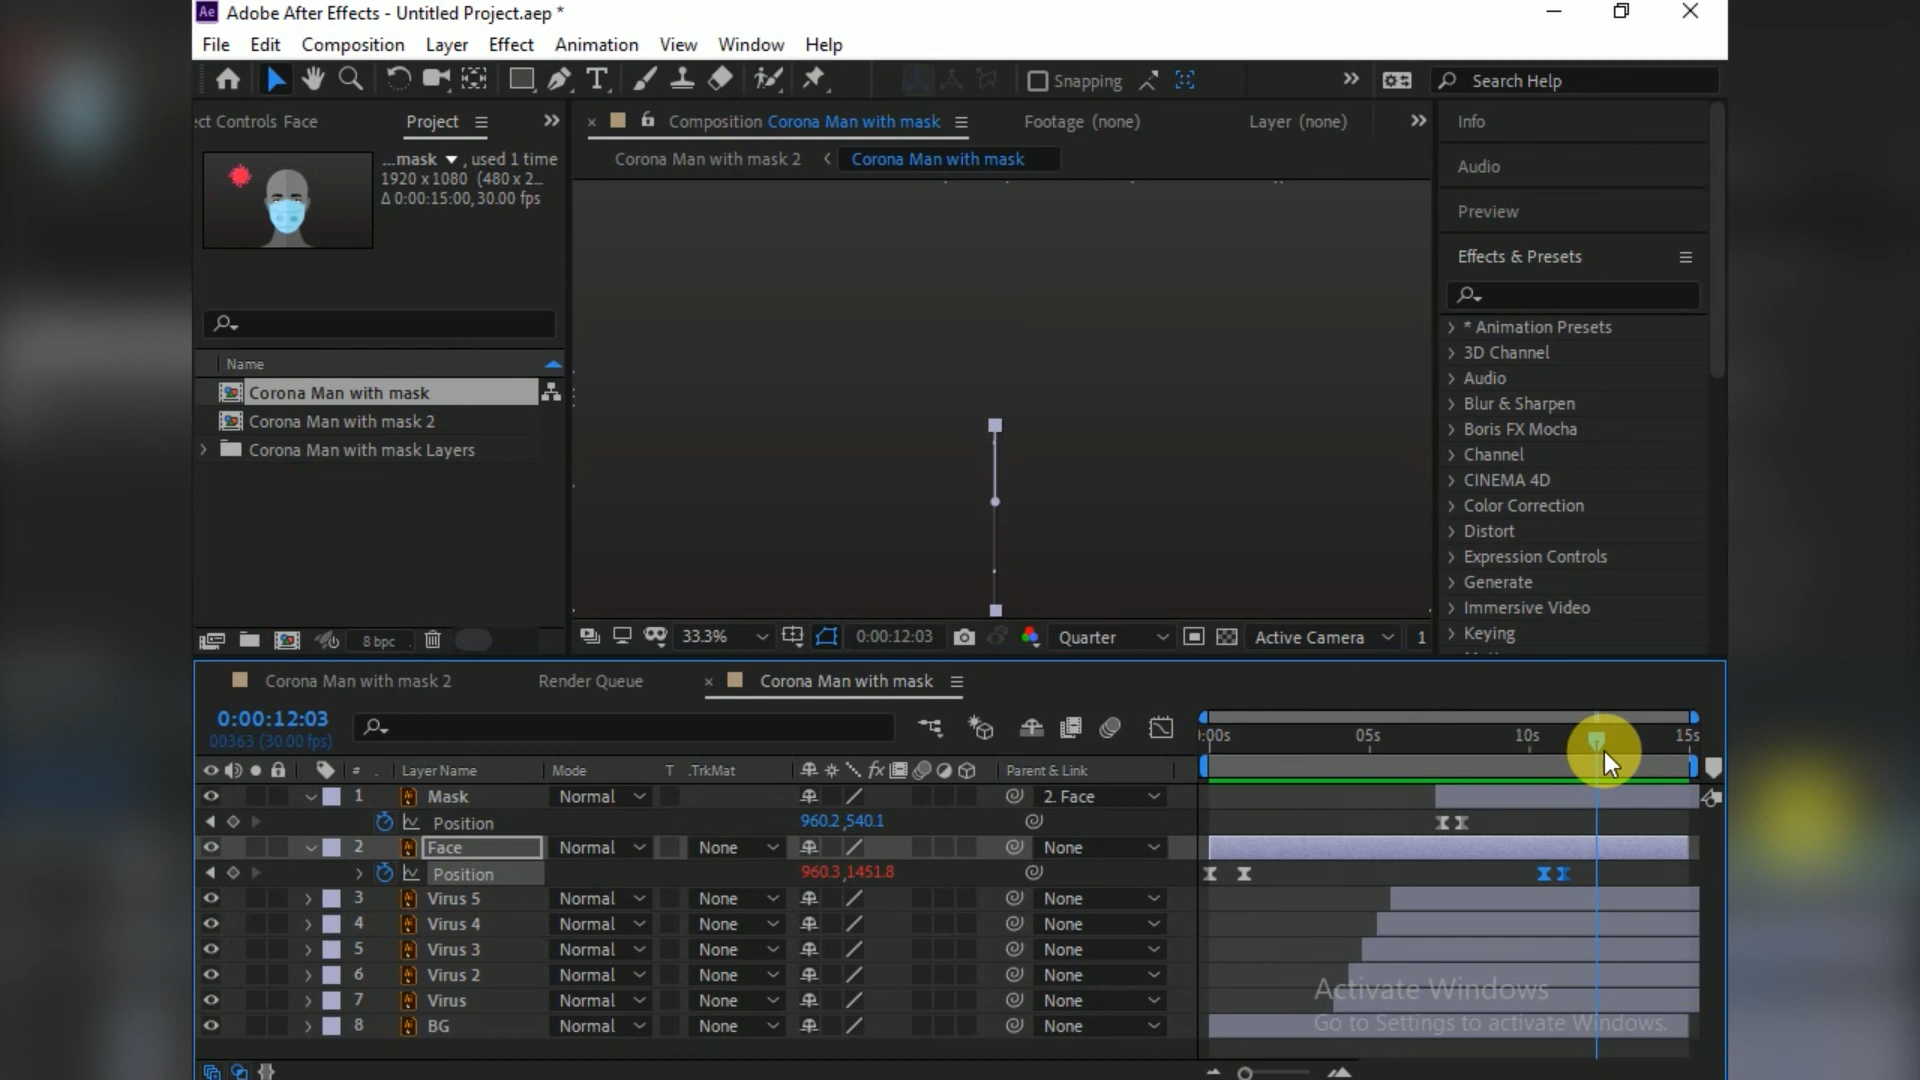 Ae Adobe After Effects - Untitled Project.aep *
File Edit Composition Layer Effect Animation View Window Help
Snapping
Search Help
ct Controls Face
Project
Composition Corona Man with mask
Footage (none)
Layer (none)
Info
...mask ▼ , used 1 time
1920 x 1080 (480 x 2...
Δ 0:00:15:00, 30.00 fps
Corona Man with mask 2
Corona Man with mask
Audio
Preview
Effects & Presets
Name
Corona Man with mask
Corona Man with mask 2
Corona Man with mask Layers
* Animation Presets
3D Channel
Audio
Blur & Sharpen
Boris FX Mocha
Channel
CINEMA 4D
Color Correction
Distort
Expression Controls
Generate
Immersive Video
Keying
8 bpc
33.3%
0:00:12:03
Quarter
Active Camera
1
Corona Man with mask 2
Render Queue
Corona Man with mask
0:00:12:03
00363 (30.00 fps)
:00s 05s 10s 15s
# Layer Name Mode T .TrkMat fx Parent & Link
1 Mask Normal 2. Face
Position 960.2,540.1
2 Face Normal None None
Position 960.3,1451.8
3 Virus 5 Normal None None
4 Virus 4 Normal None None
5 Virus 3 Normal None None
6 Virus 2 Normal None None
7 Virus Normal None None
8 BG Normal None None
Activate Windows
Go to Settings to activate Windows.